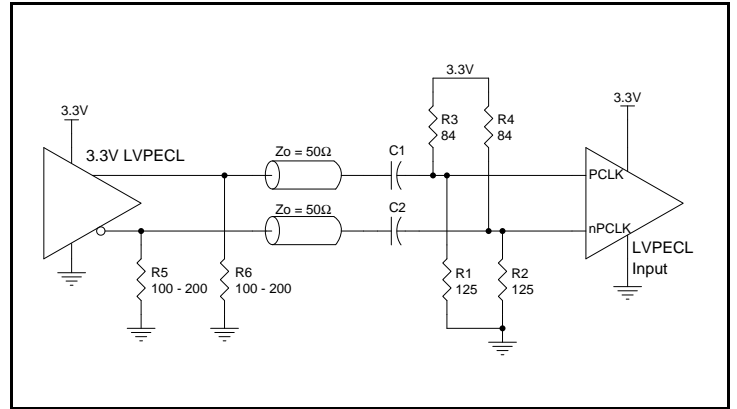 3.3V
3.3V
3.3V
R3
84
R4
84
3.3V LVPECL
Zo = 50Ω
C1
PCLK
Zo = 50Ω
C2
nPCLK
LVPECL
Input
R5
100 - 200
R6
100 - 200
R1
125
R2
125